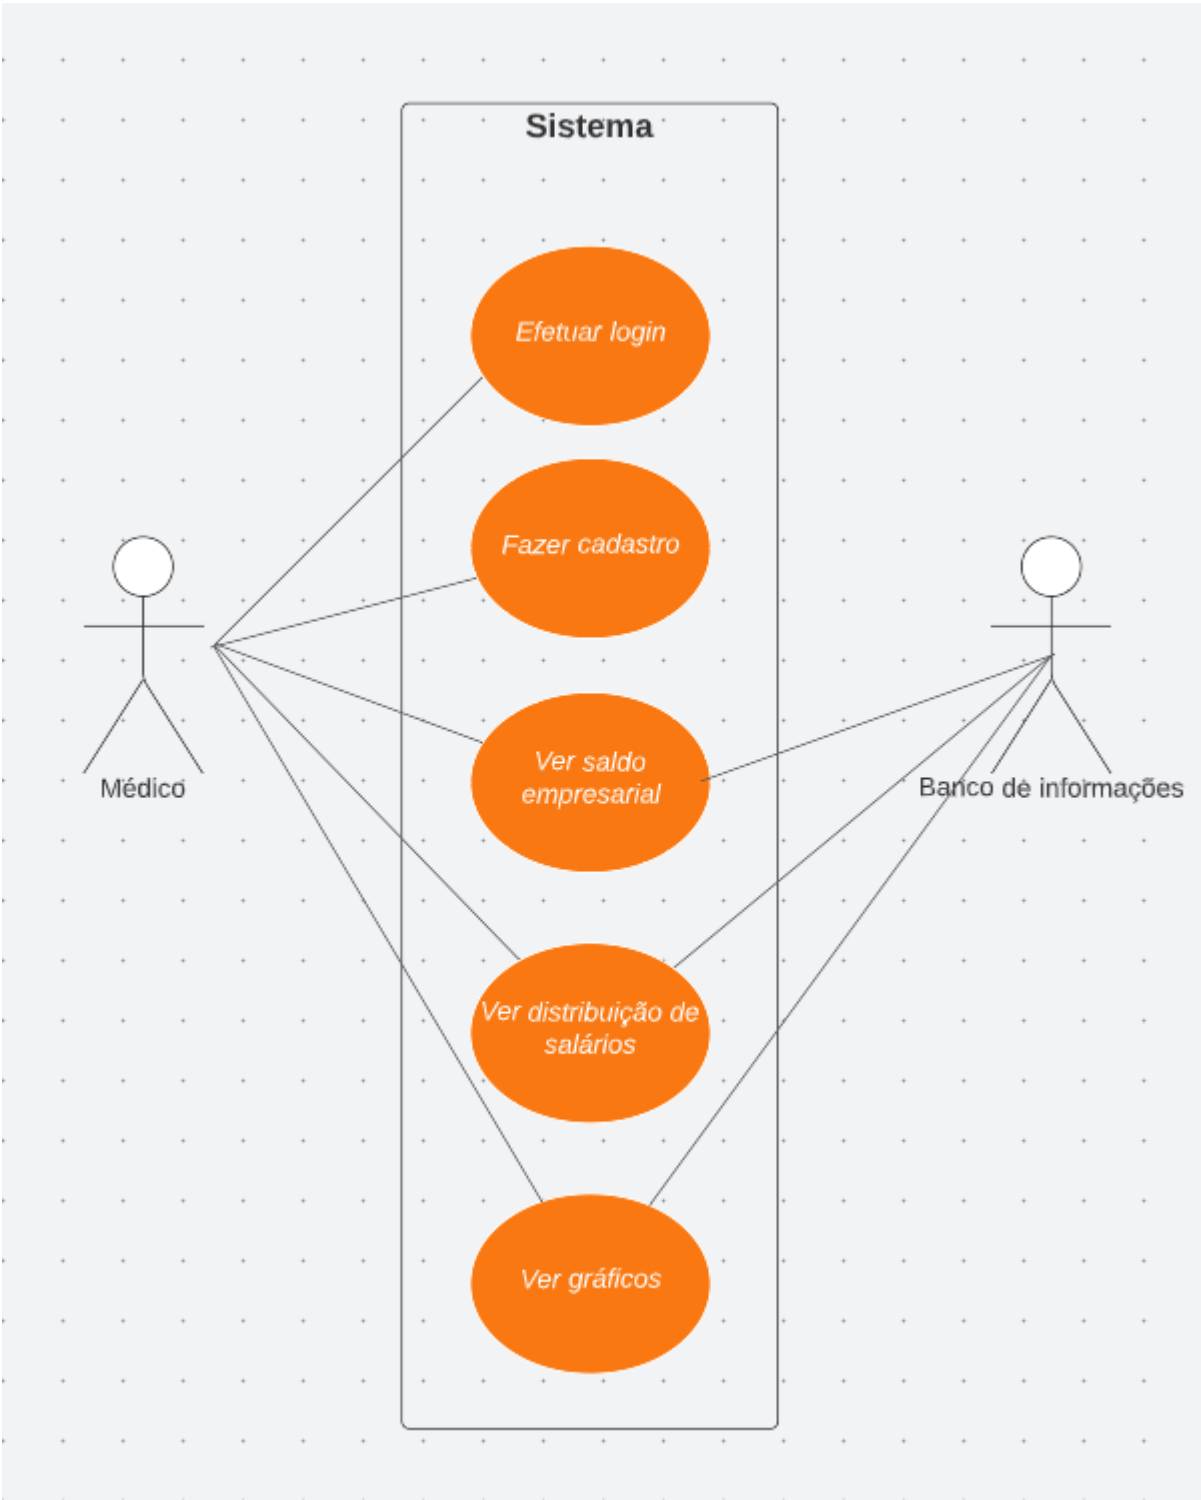 Sistema
Efetuar login
Fazer cadastro
Médico
Ver saldo
empresarial
Banco de informações
Ver distribuição de
salários
Ver gráficos